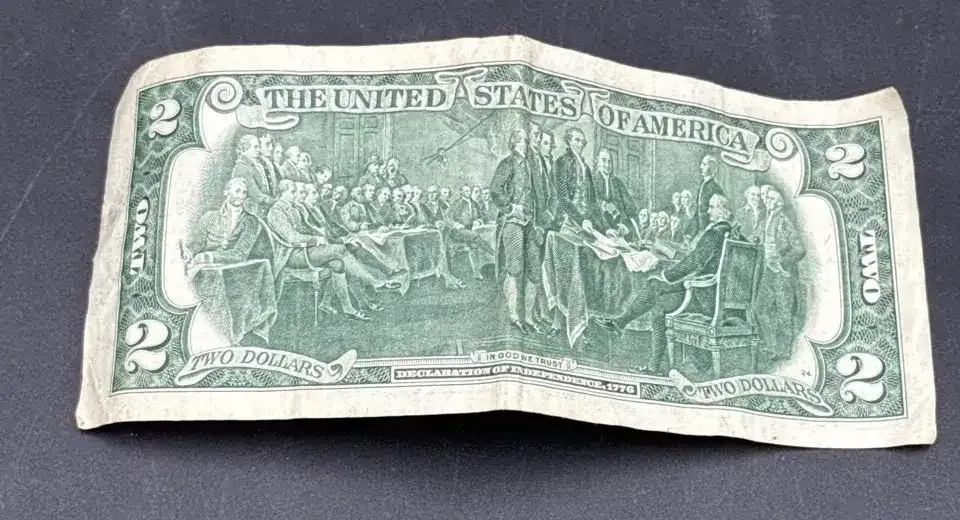 2 THE UNITED STATES OF AMERICA 2
TWO TWO
2 TWO DOLLARS IN GOD WE TRUST TWO DOLLARS 2
DECLARATION OF INDEPENDENCE, 1776
24